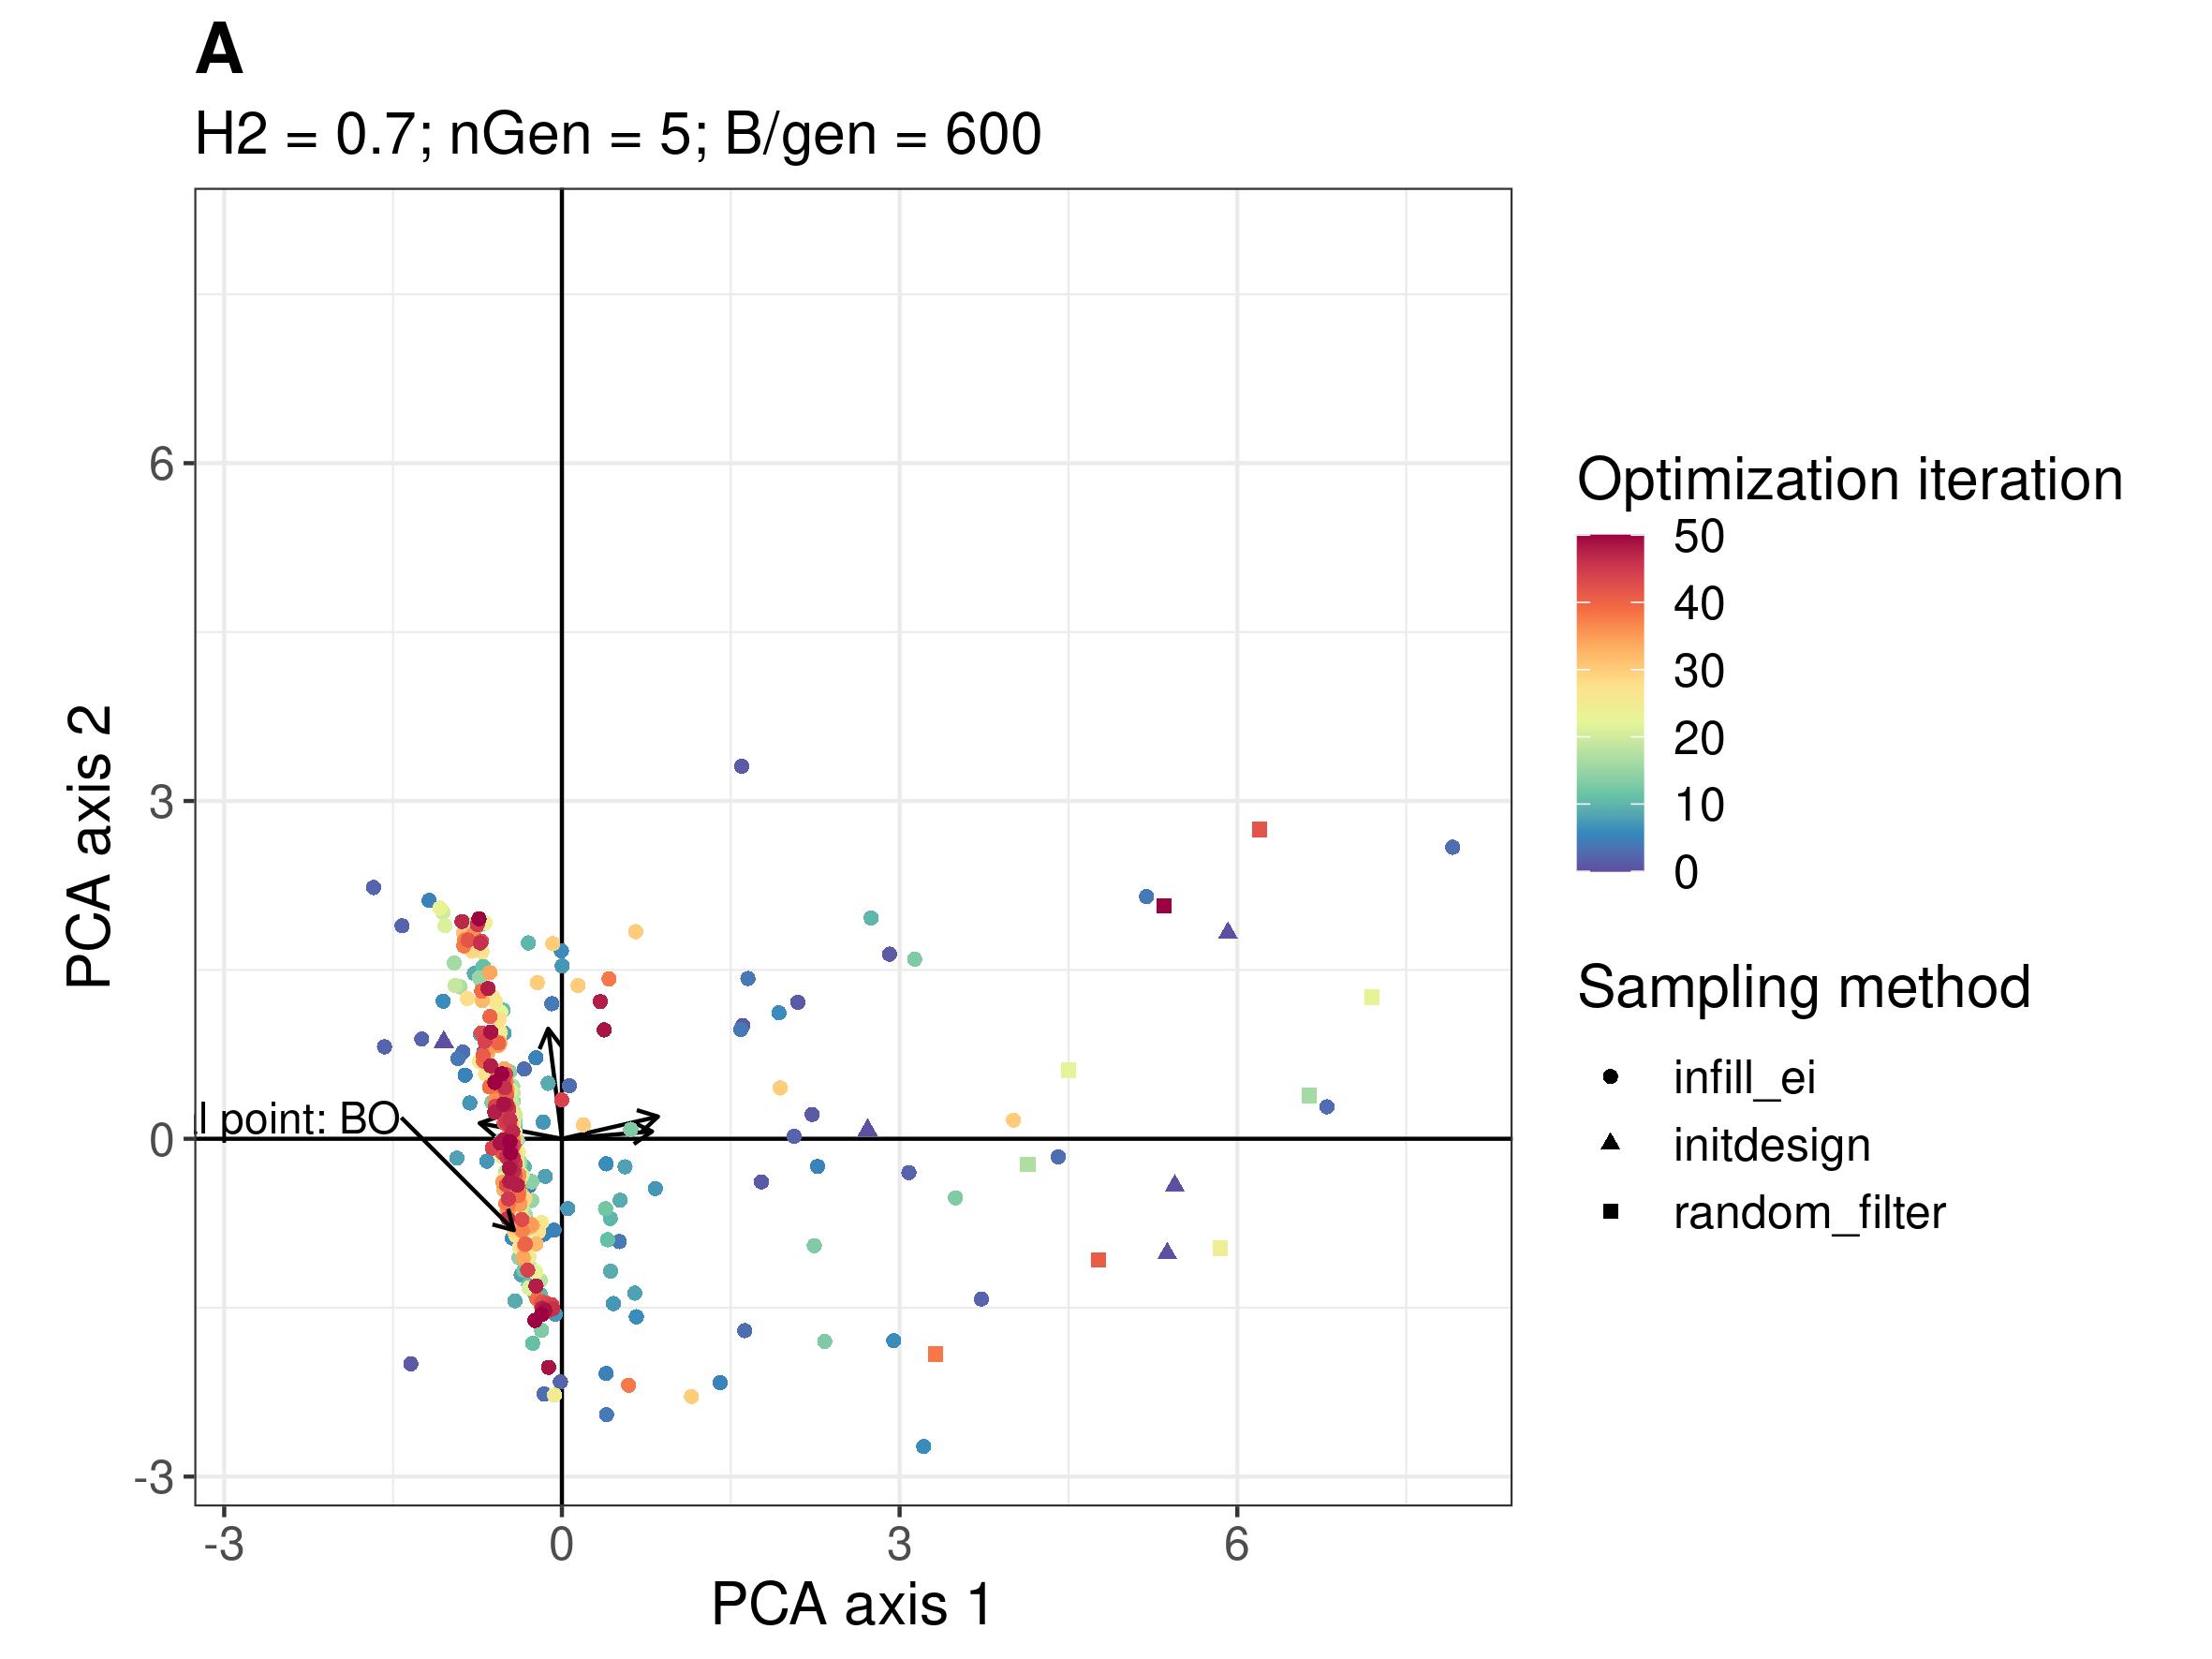 A
H2 = 0.7; nGen = 5; B/gen = 600
PCA axis 2
6
3
0
-3
l point: BO
-3
0
3
6
PCA axis 1
Optimization iteration
50
40
30
20
10
0
Sampling method
infill_ei
initdesign
random_filter